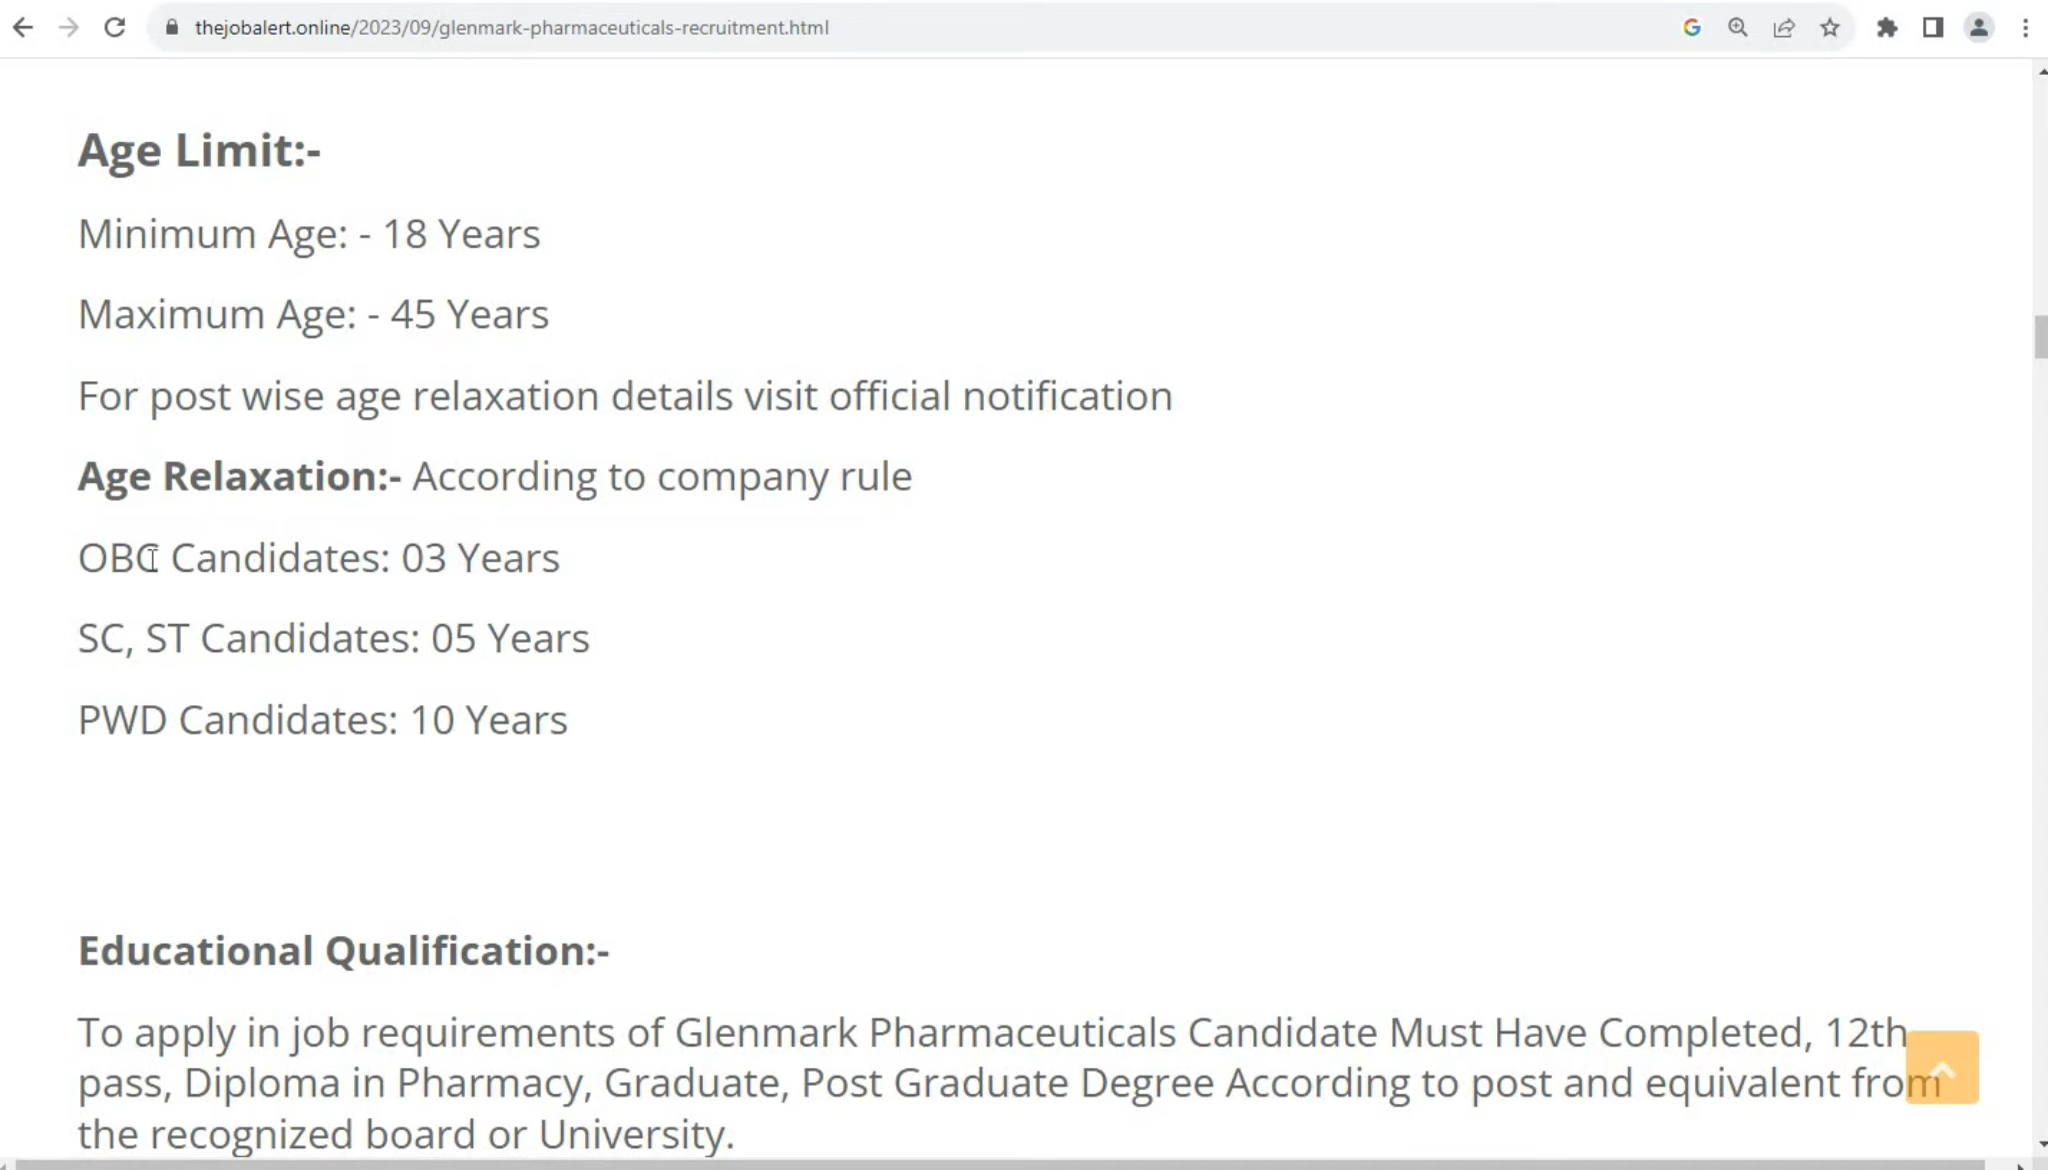 thejobalert.online/2023/09/glenmark-pharmaceuticals-recruitment.html
Age Limit:-
Minimum Age: - 18 Years
Maximum Age: - 45 Years
For post wise age relaxation details visit official notification
Age Relaxation:- According to company rule
OBC Candidates: 03 Years
SC, ST Candidates: 05 Years
PWD Candidates: 10 Years
Educational Qualification:-
To apply in job requirements of Glenmark Pharmaceuticals Candidate Must Have Completed, 12th
pass, Diploma in Pharmacy, Graduate, Post Graduate Degree According to post and equivalent from
the recognized board or University.